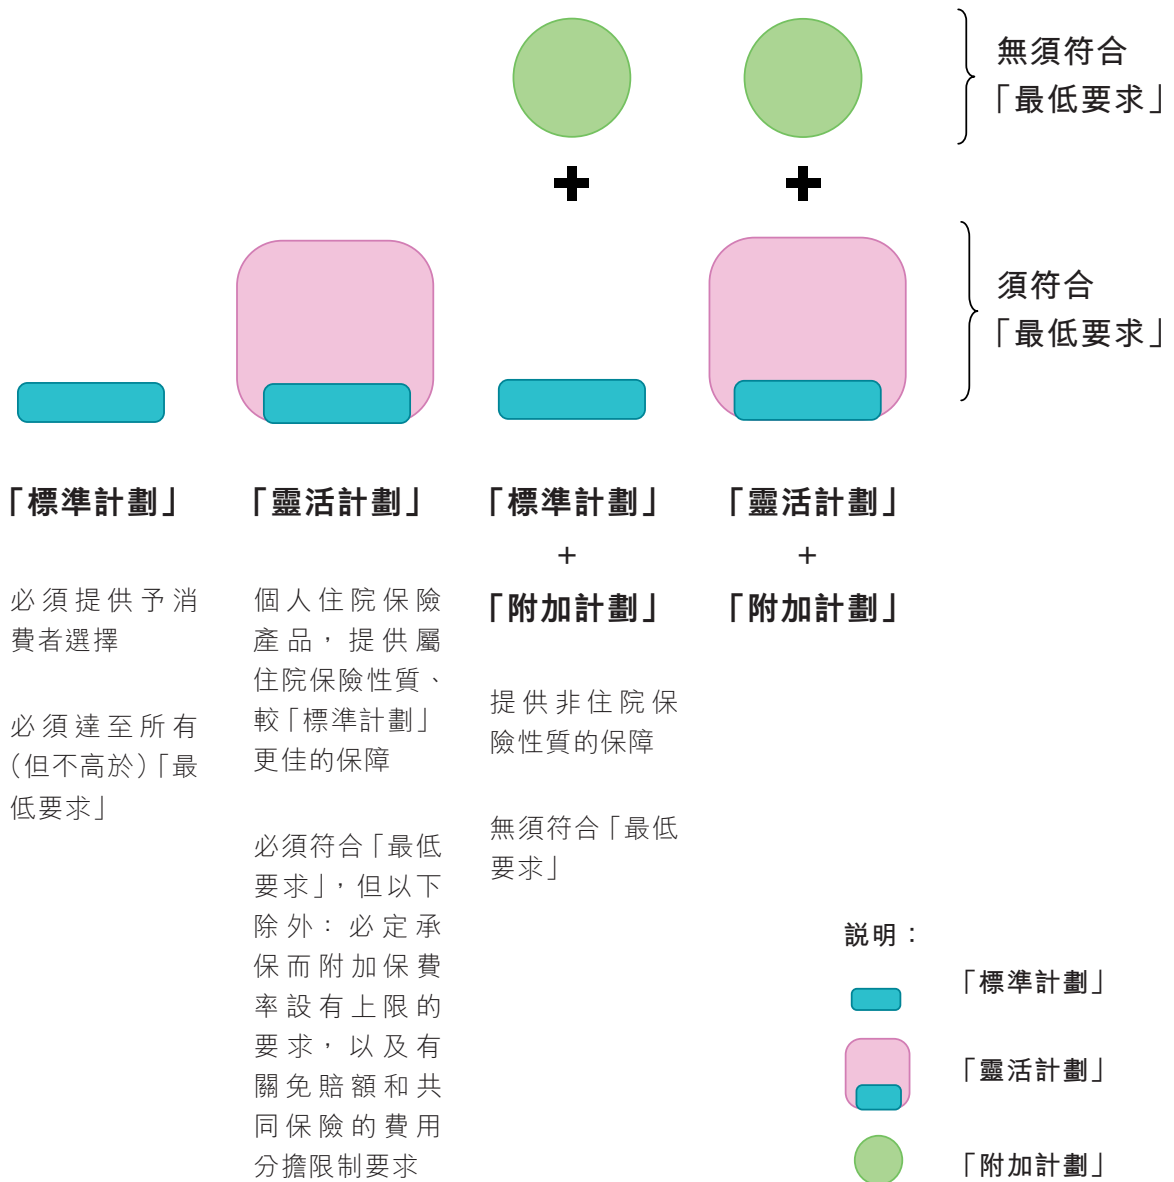 無須符合
「最低要求」
須符合
「最低要求」
「標準計劃」
必須提供予消
費者選擇
必須達至所有
(但不高於)「最
低要求」
「靈活計劃」
個人住院保險
產品，提供屬
住院保險性質、
較「標準計劃」
更佳的保障
必須符合「最低
要求」，但以下
除外：必定承
保而附加保費
率設有上限的
要求，以及有
關免賠額和共
同保險的費用
分擔限制要求
「標準計劃」
+
「附加計劃」
提供非住院保
險性質的保障
無須符合「最低
要求」
「靈活計劃」
+
「附加計劃」
説明：
「標準計劃」
「靈活計劃」
「附加計劃」